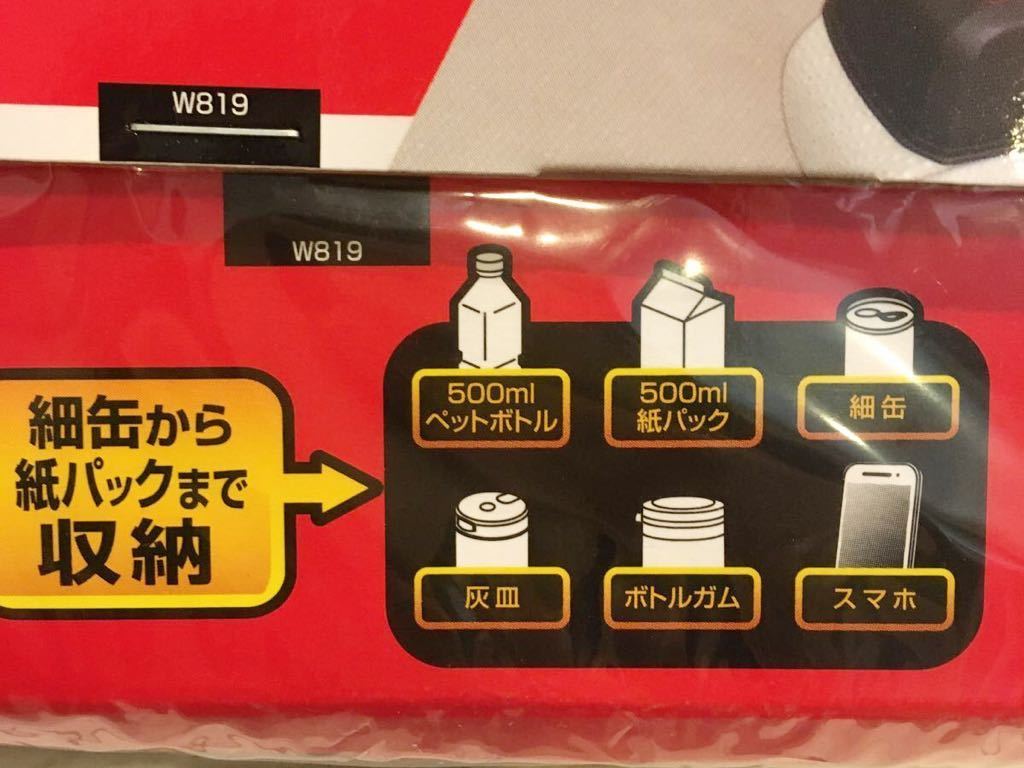 W819
W819
細缶から
紙パックまで
収納
500ml
ペットボトル
500ml
紙パック
細缶
灰皿
ボトルガム
スマホ